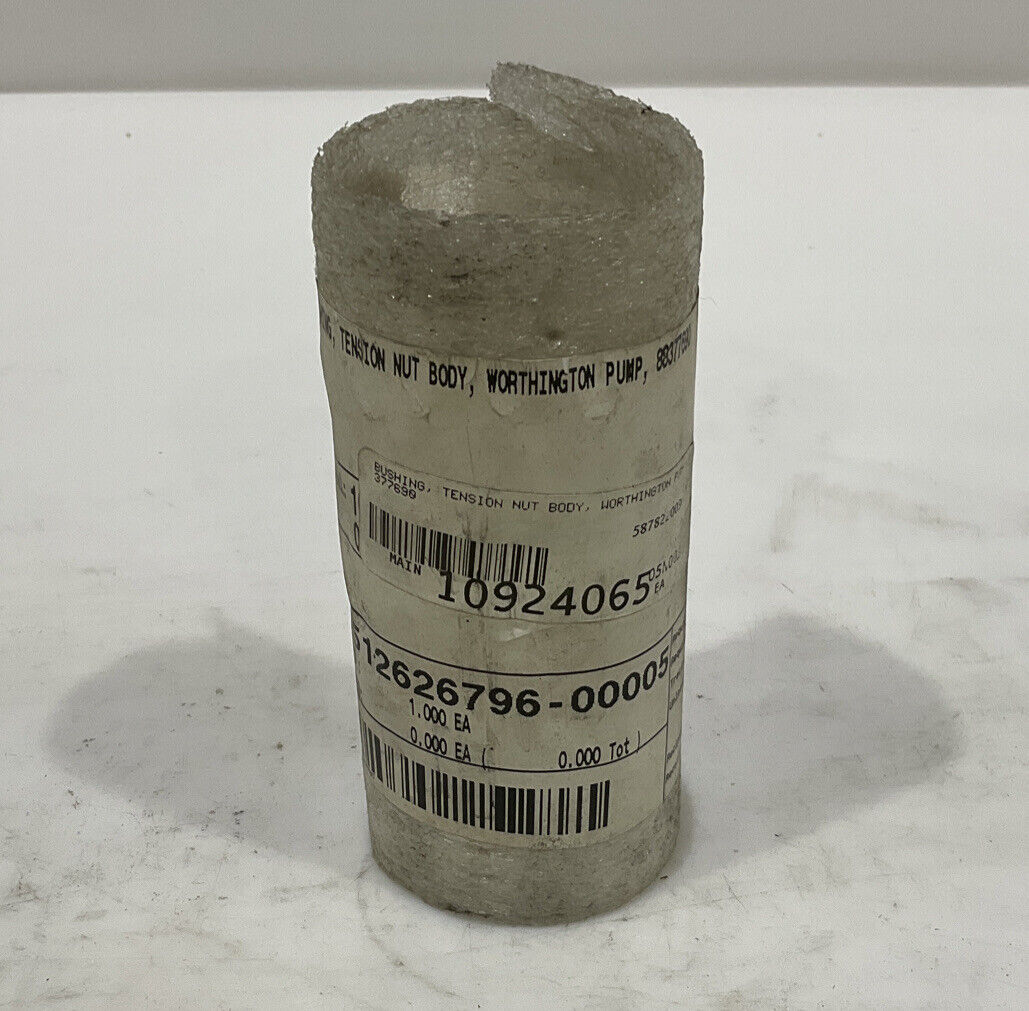 TENSION NUT BODY, WORTHINGTON PUMP,
BUSHING, TENSION NUT BODY, WORTHINGTON
377690
MAIN
10924065
EA
512626796-00005
1.000 EA
0.000 EA ( 0.000 Tot )